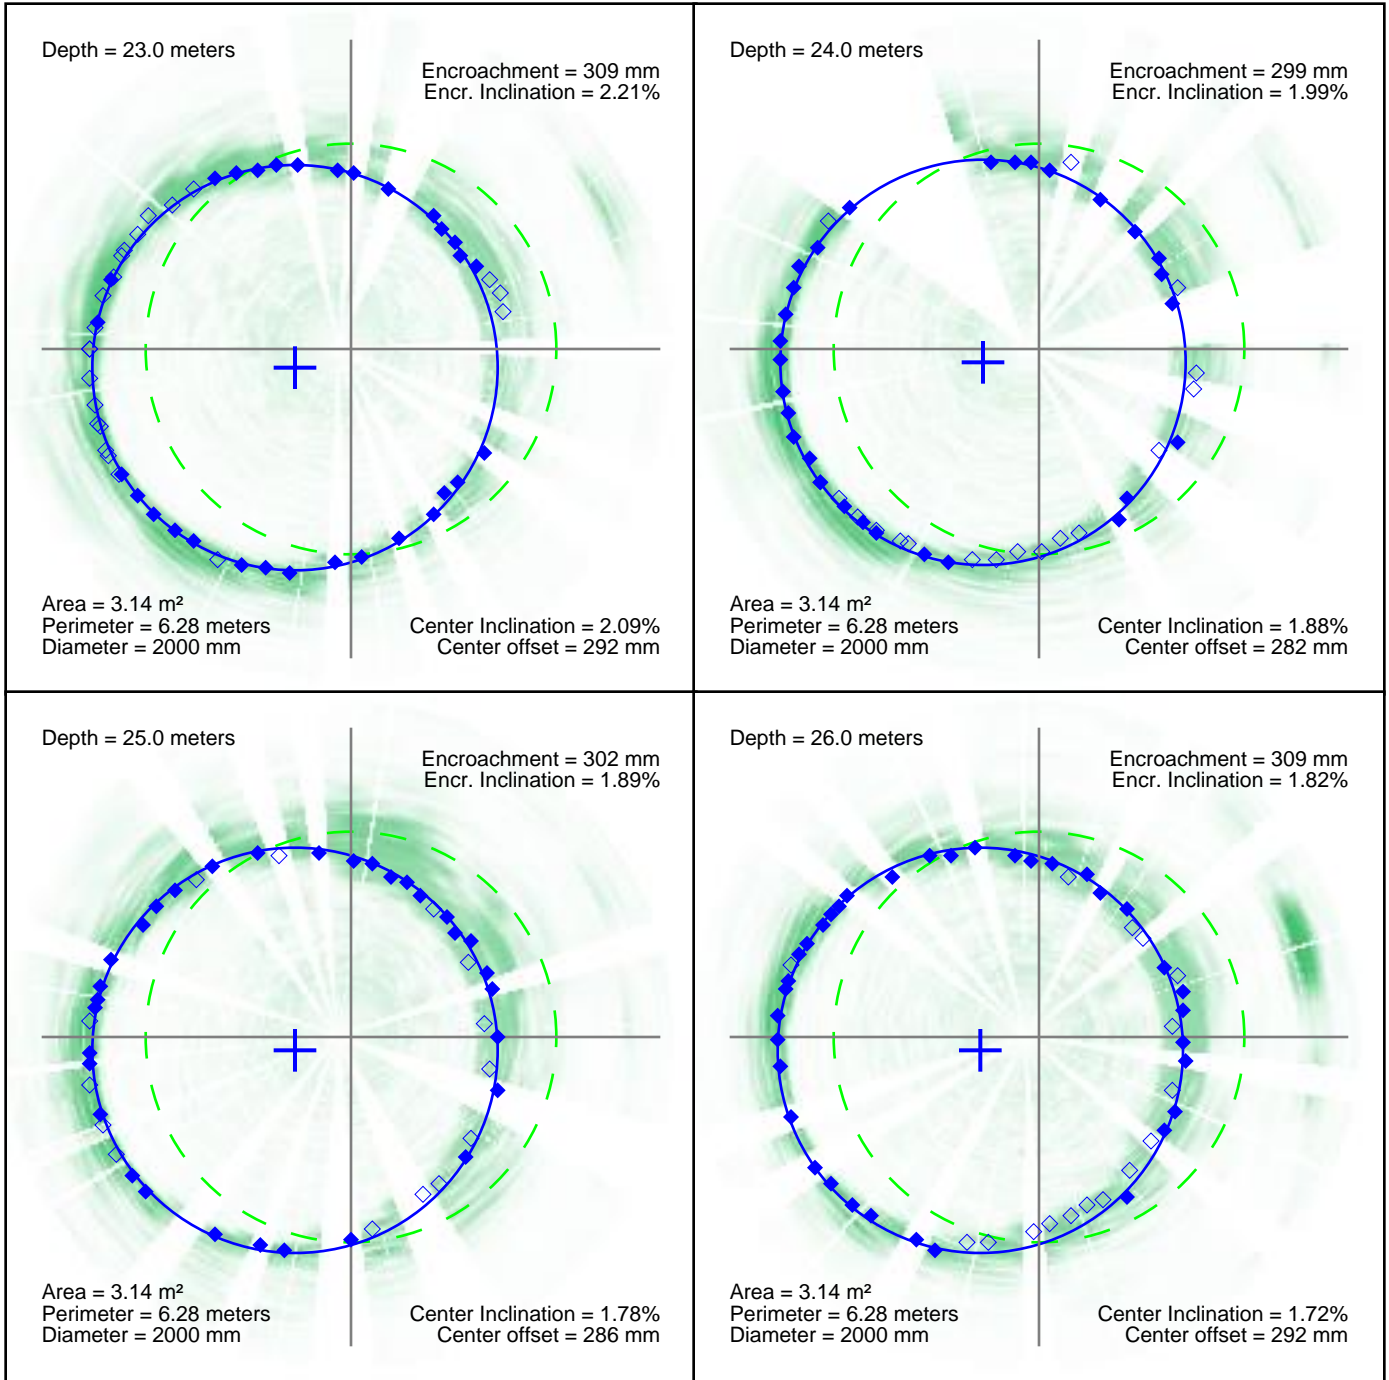 Depth = 23.0 meters
Encroachment = 309 mm
Encr. Inclination = 2.21%
Area = 3.14 m²
Perimeter = 6.28 meters
Diameter = 2000 mm
Center Inclination = 2.09%
Center offset = 292 mm
Depth = 24.0 meters
Encroachment = 299 mm
Encr. Inclination = 1.99%
Area = 3.14 m²
Perimeter = 6.28 meters
Diameter = 2000 mm
Center Inclination = 1.88%
Center offset = 282 mm
Depth = 25.0 meters
Encroachment = 302 mm
Encr. Inclination = 1.89%
Area = 3.14 m²
Perimeter = 6.28 meters
Diameter = 2000 mm
Center Inclination = 1.78%
Center offset = 286 mm
Depth = 26.0 meters
Encroachment = 309 mm
Encr. Inclination = 1.82%
Area = 3.14 m²
Perimeter = 6.28 meters
Diameter = 2000 mm
Center Inclination = 1.72%
Center offset = 292 mm